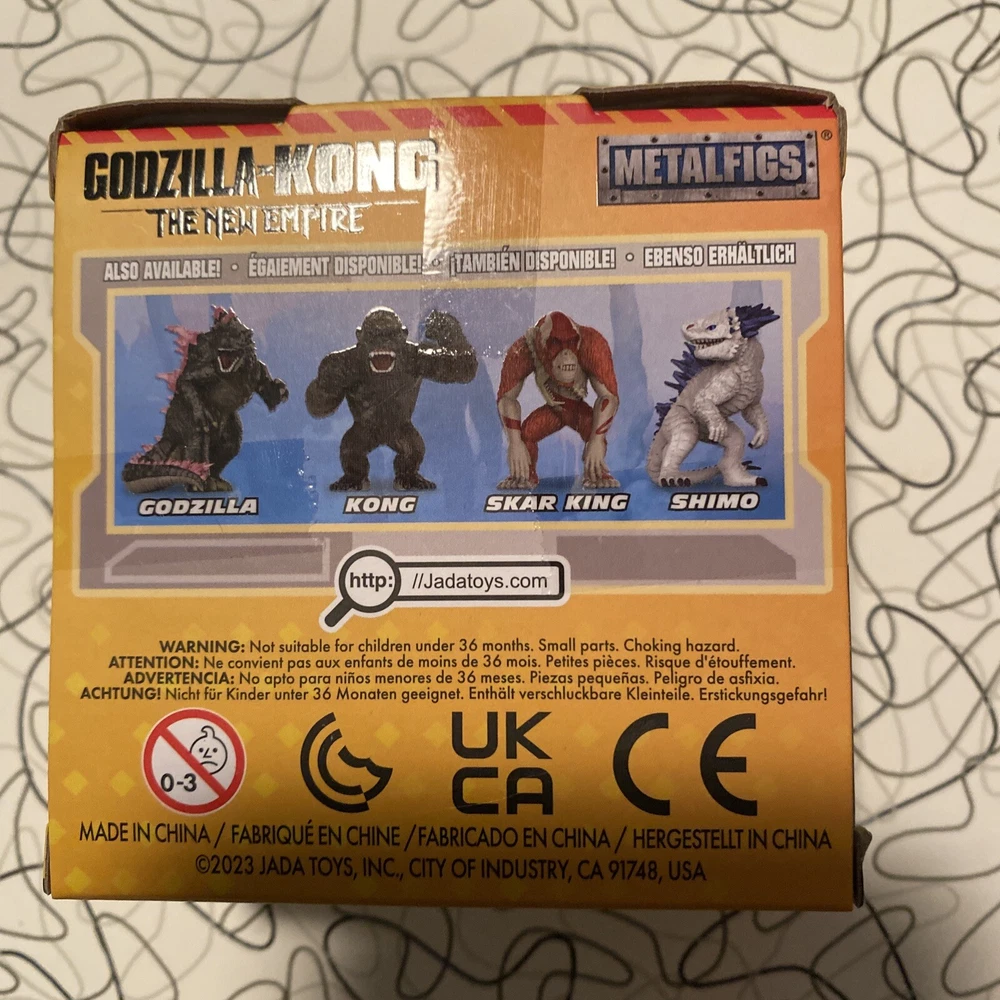 GODZILLA-KONG
THE NEW EMPIRE
METALFIGS®
ALSO AVAILABLE! • ÉGAIEMENT DISPONIBLE! • ¡TAMBIÉN DISPONIBLE! • EBENSO ERHÄLTLICH
GODZILLA KONG SKAR KING SHIMO
http: //Jadatoys.com
WARNING: Not suitable for children under 36 months. Small parts. Choking hazard.
ATTENTION: Ne convient pas aux enfants de moins de 36 mois. Petites pièces. Risque d'étouffement.
ADVERTENCIA: No apto para niños menores de 36 meses. Piezas pequeñas. Peligro de asfixia.
ACHTUNG! Nicht für Kinder unter 36 Monaten geeignet. Enthält verschluckbare Kleinteile. Erstickungsgefahr!
0-3
UK
CA
CE
MADE IN CHINA / FABRIQUÉ EN CHINE /FABRICADO EN CHINA / HERGESTELLT IN CHINA
©2023 JADA TOYS, INC., CITY OF INDUSTRY, CA 91748, USA